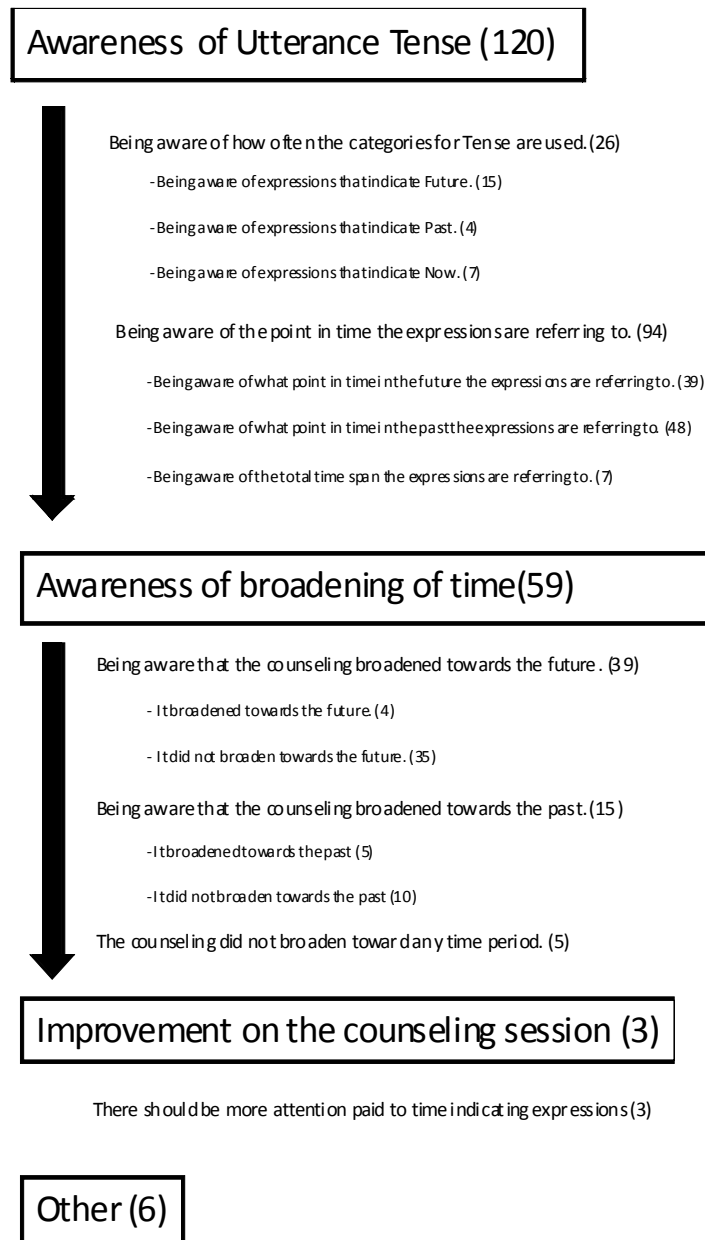 Awareness of Utterance Tense (120)
Being aware of how often the categories for Tense are used. (26)
- Being aware of expressions that indicate Future. (15)
- Being aware of expressions that indicate Past. (4)
- Being aware of expressions that indicate Now. (7)
Being aware of the point in time the expressions are referring to. (94)
- Being aware of what point in time in the future the expressions are referring to. (39)
- Being aware of what point in time in the past the expressions are referring to. (48)
- Being aware of the total time span the expressions are referring to. (7)
Awareness of broadening of time(59)
Being aware that the counseling broadened towards the future. (39)
- It broadened towards the future. (4)
- It did not broaden towards the future. (35)
Being aware that the counseling broadened towards the past. (15)
- It broadened towards the past (5)
- It did not broaden towards the past (10)
The counseling did not broaden toward any time period. (5)
Improvement on the counseling session (3)
There should be more attention paid to time indicating expressions (3)
Other (6)